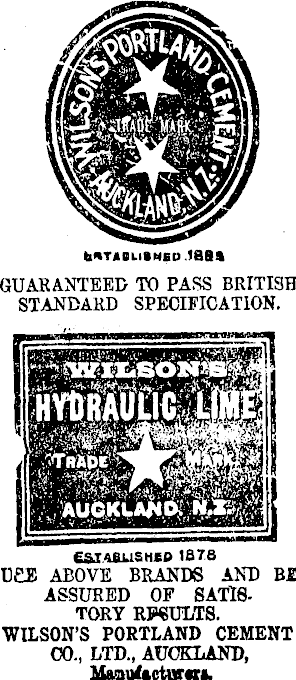 WILSON'S PORTLAND CEMENT
TRADE MARK
AUCKLAND, N.Z.
ESTABLISHED
GUARANTEED TO PASS BRITISH
STANDARD SPECIFICATION.
WILSON'S
HYDRAULIC LIME
TRADE MARK
AUCKLAND. N.Z.
ESTABLISHED 1878
USE ABOVE BRANDS AND BE
ASSURED OF SATIS-
TORY RESULTS.
WILSON'S PORTLAND CEMENT
CO., LTD., AUCKLAND,
Manufacturers.